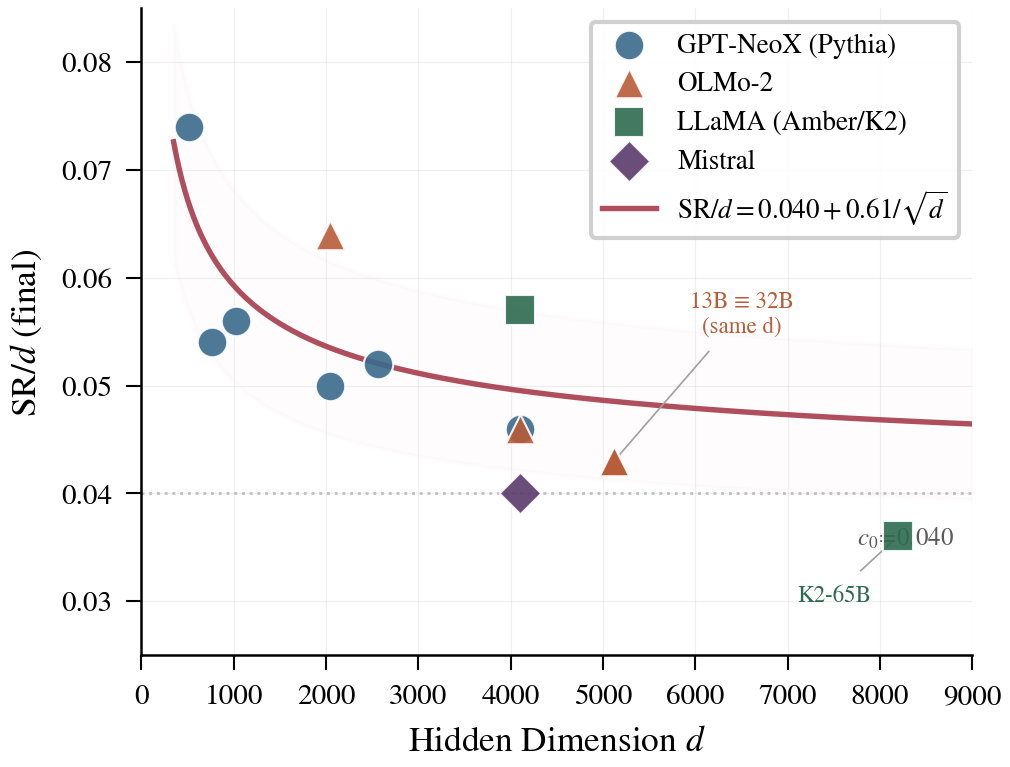 GPT-NeoX (Pythia)
OLMo-2
LLaMA (Amber/K2)
Mistral
SR/d = 0.040 + 0.61/√d
SR/d (final)
0.08
0.07
0.06
0.05
0.04
0.03
13B ≡ 32B
(same d)
c₀ = 0.040
K2-65B
0
1000
2000
3000
4000
5000
6000
7000
8000
9000
Hidden Dimension d